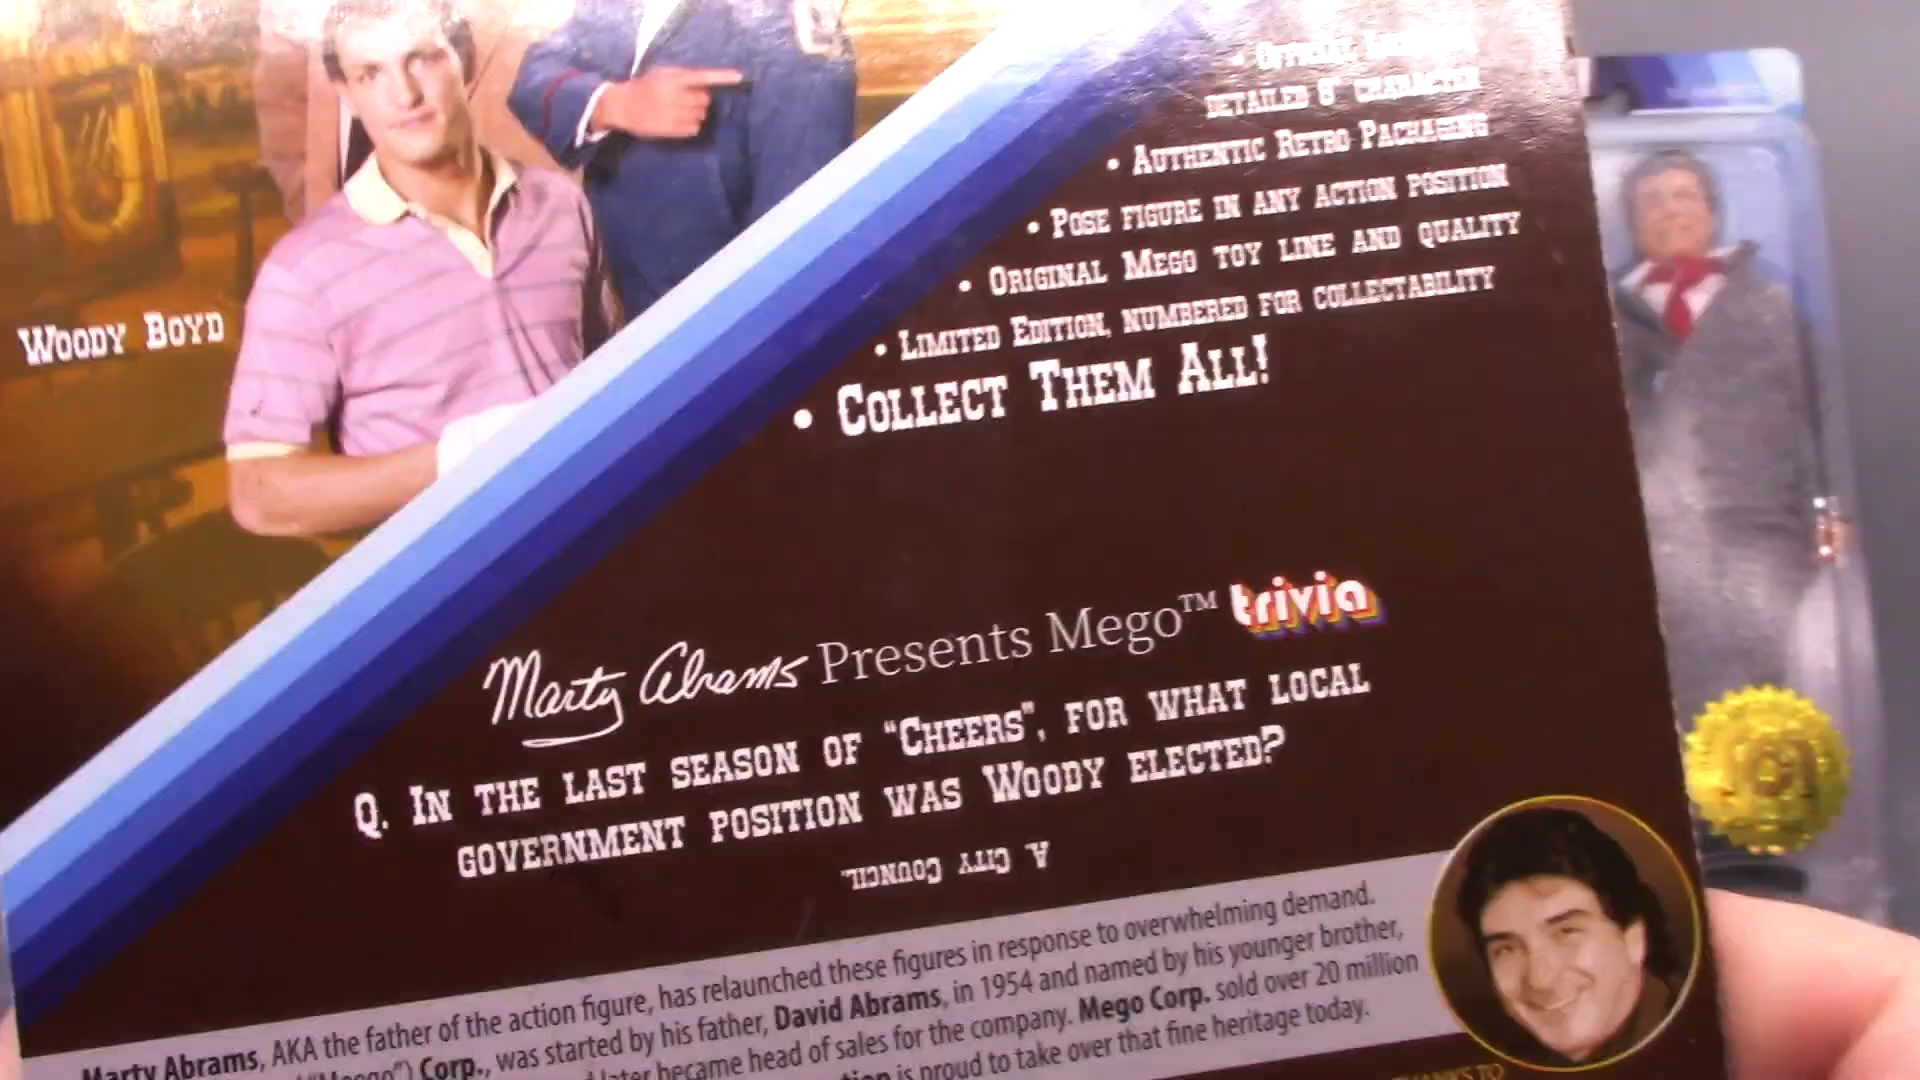 • Official
detailed 8" character
• Authentic Retro Packaging
• Pose figure in any action position
• Original Mego toy line and quality
• Limited Edition, numbered for collectability
• Collect Them All!
Woody Boyd
Marty Abrams Presents Mego™ trivia
Q. In the last season of "Cheers", for what local
government position was Woody elected?
A. City Council.
Marty Abrams, AKA the father of the action figure, has relaunched these figures in response to overwhelming demand.
Corp., was started by his father, David Abrams, in 1954 and named by his younger brother,
later became head of sales for the company. Mego Corp. sold over 20 million
is proud to take over that fine heritage today.